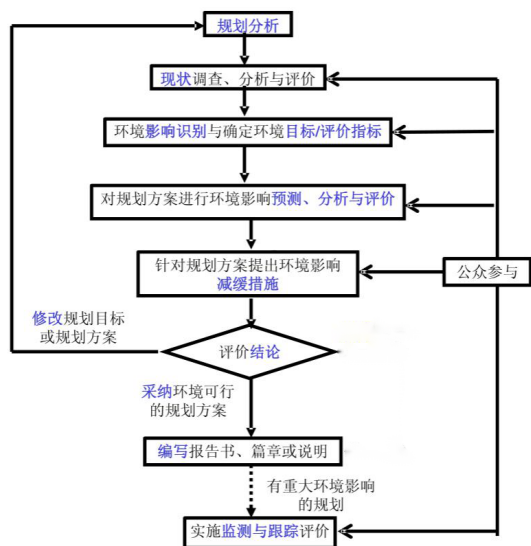 规划分析
现状调查、分析与评价
环境影响识别与确定环境目标/评价指标
对规划方案进行环境影响预测、分析与评价
针对规划方案提出环境影响
减缓措施
公众参与
修改规划目标
或规划方案
评价结论
采纳环境可行
的规划方案
编写报告书、篇章或说明
有重大环境影响
的规划
实施监测与跟踪评价